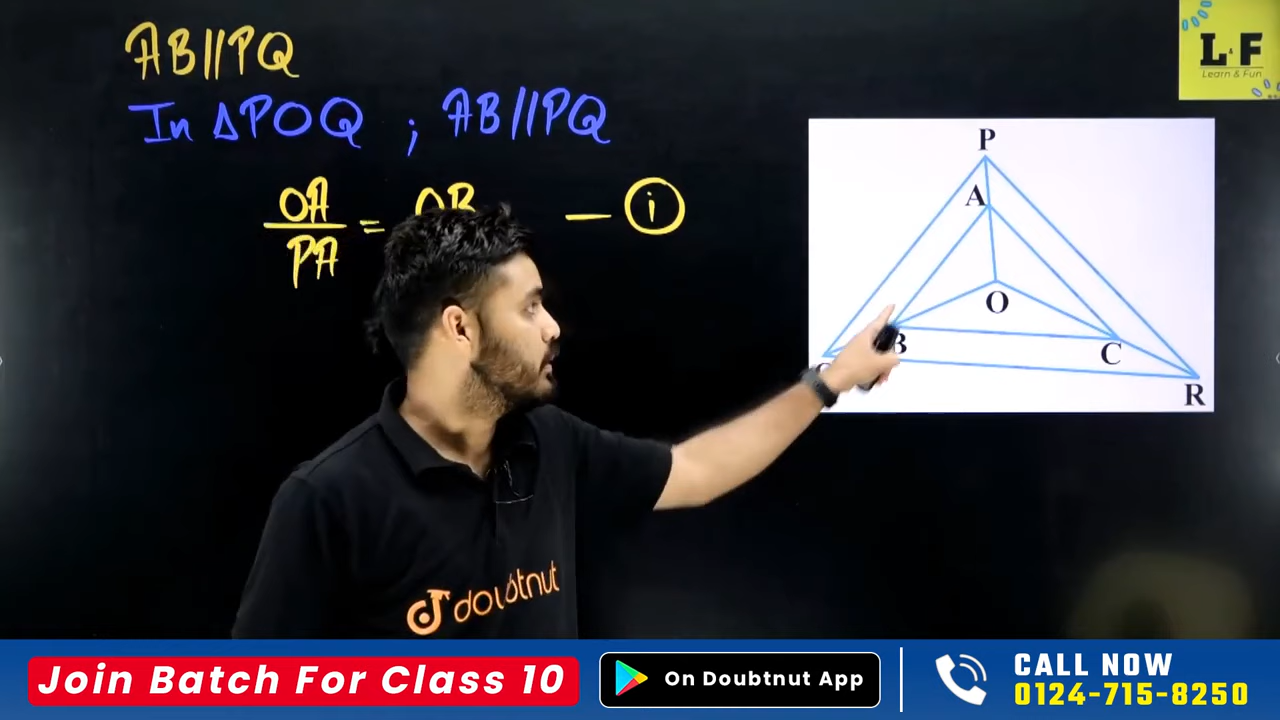 AB||PQ
In ΔPOQ ; AB||PQ
OA/PA = OB — (i)
L&F
Learn & Fun
P
A
O
B
C
R
doubtnut
Join Batch For Class 10
On Doubtnut App
CALL NOW
0124-715-8250